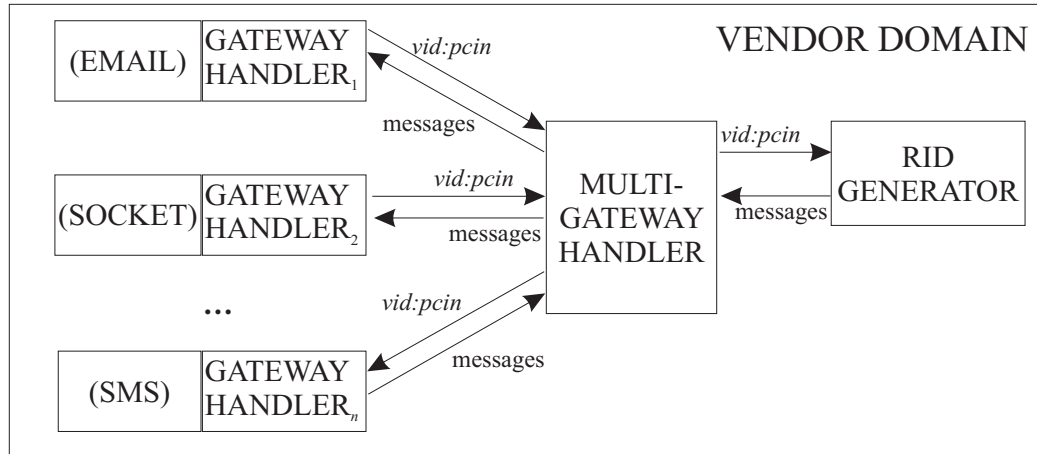 VENDOR DOMAIN
(EMAIL)
GATEWAY
HANDLER1
vid:pcin
messages
(SOCKET)
GATEWAY
HANDLER2
vid:pcin
messages
...
(SMS)
GATEWAY
HANDLERn
vid:pcin
messages
MULTI-
GATEWAY
HANDLER
vid:pcin
messages
RID
GENERATOR